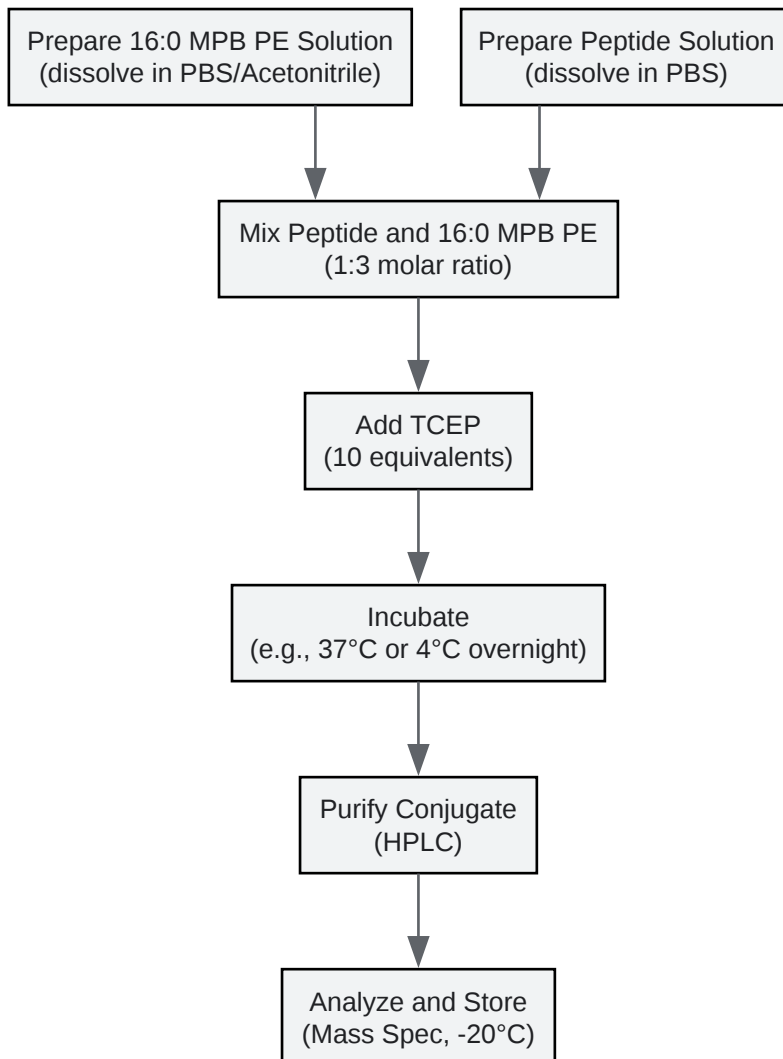 Prepare 16:0 MPB PE Solution
(dissolve in PBS/Acetonitrile)
Prepare Peptide Solution
(dissolve in PBS)
Mix Peptide and 16:0 MPB PE
(1:3 molar ratio)
Add TCEP
(10 equivalents)
Incubate
(e.g., 37°C or 4°C overnight)
Purify Conjugate
(HPLC)
Analyze and Store
(Mass Spec, -20°C)